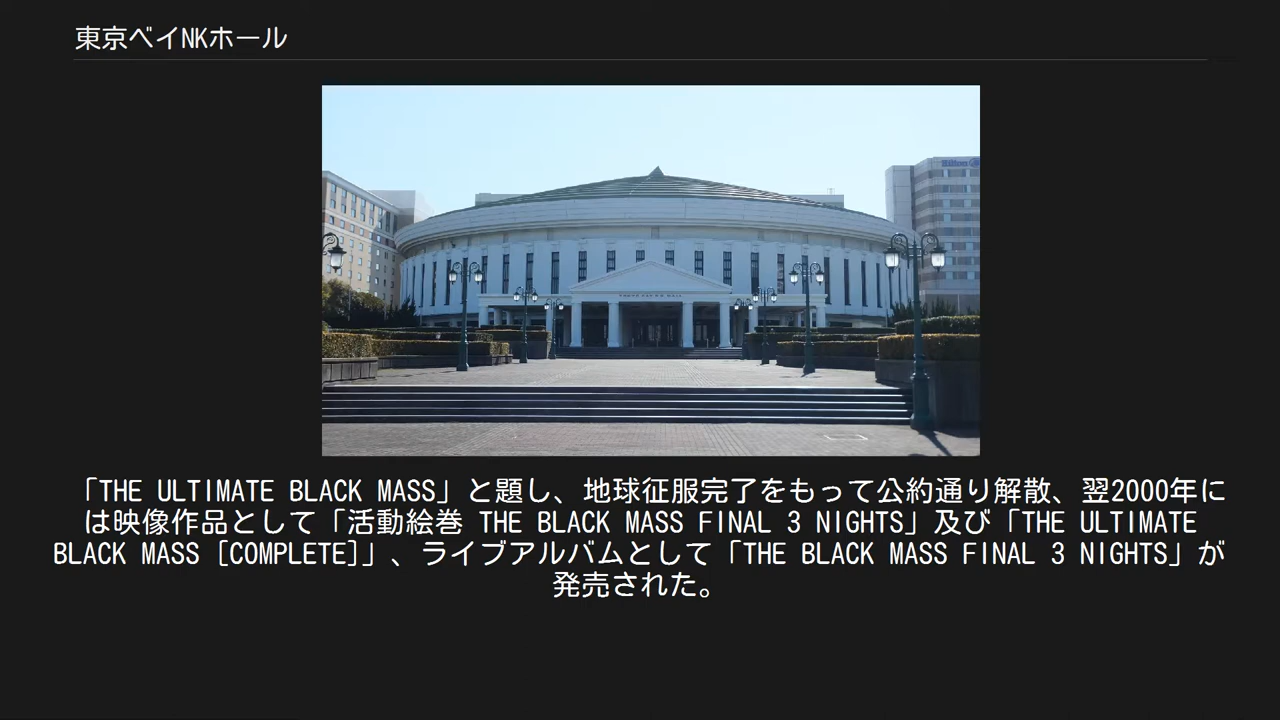 東京ベイNKホール
Hilton
「THE ULTIMATE BLACK MASS」と題し、地球征服完了をもって公約通り解散、翌2000年に
は映像作品として「活動絵巻 THE BLACK MASS FINAL 3 NIGHTS」及び「THE ULTIMATE
BLACK MASS [COMPLETE]」、ライブアルバムとして「THE BLACK MASS FINAL 3 NIGHTS」が
発売された。